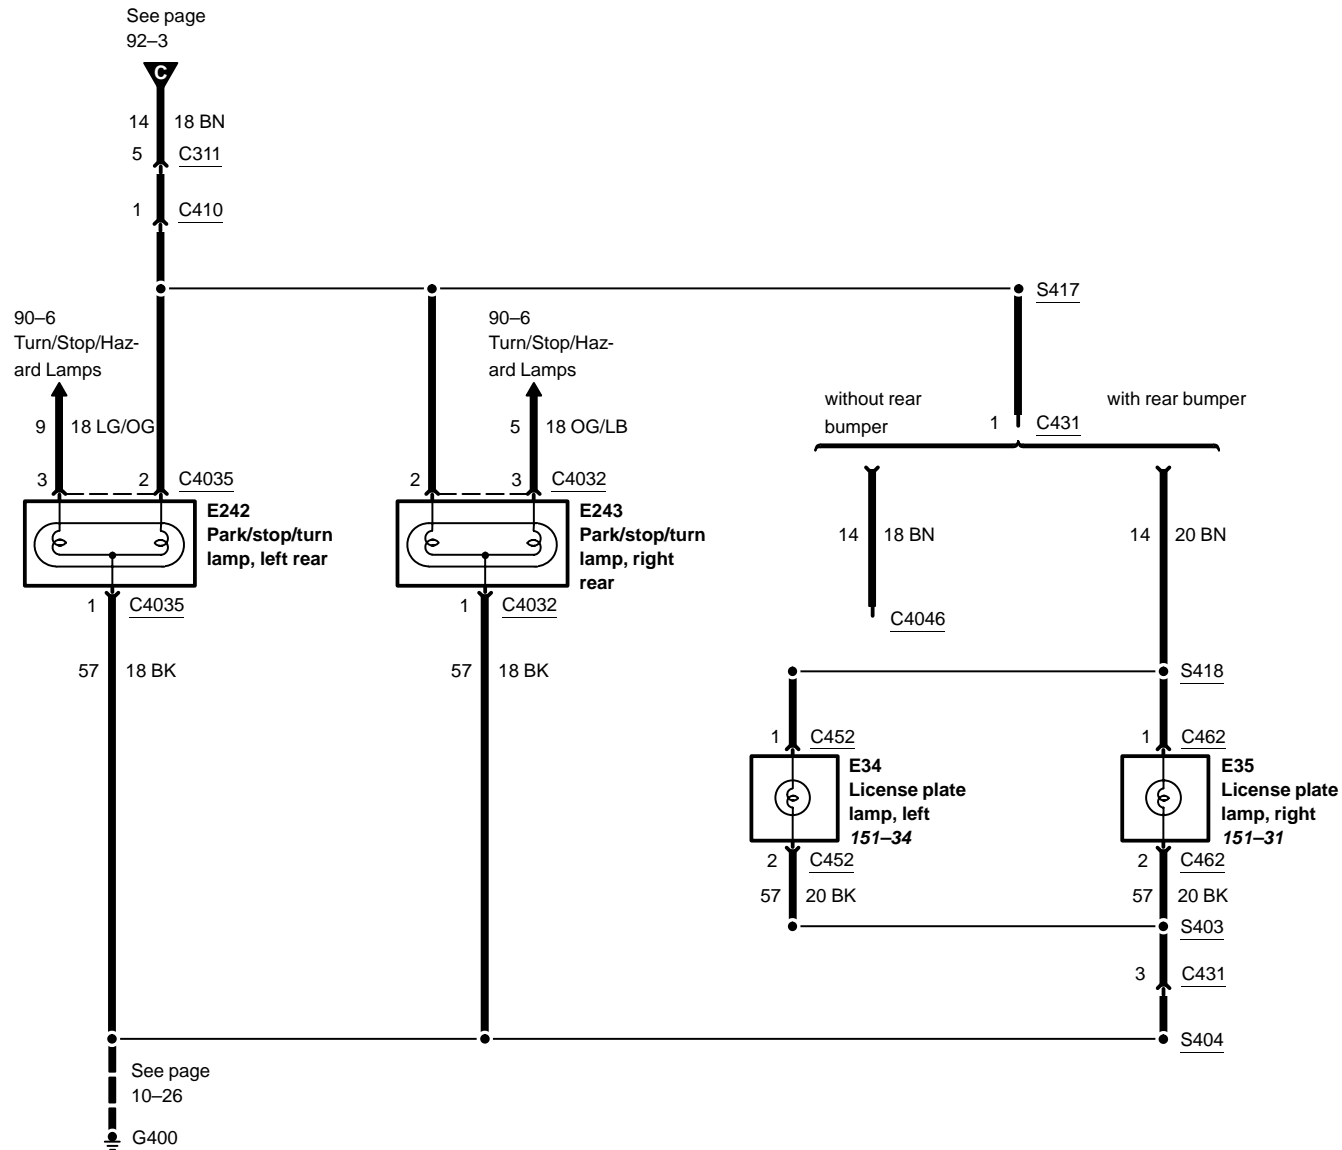 See page
92–3
C
14 18 BN
5 C311
1 C410
S417
90–6
Turn/Stop/Haz-
ard Lamps
90–6
Turn/Stop/Haz-
ard Lamps
without rear
bumper
with rear bumper
1 C431
9 18 LG/OG
5 18 OG/LB
3 2 C4035
2 3 C4032
E242
Park/stop/turn
lamp, left rear
E243
Park/stop/turn
lamp, right
rear
14 18 BN
14 20 BN
1 C4035
1 C4032
C4046
57 18 BK
57 18 BK
S418
1 C452
1 C462
E34
License plate
lamp, left
151–34
E35
License plate
lamp, right
151–31
2 C452
2 C462
57 20 BK
57 20 BK
S403
3 C431
S404
See page
10–26
G400